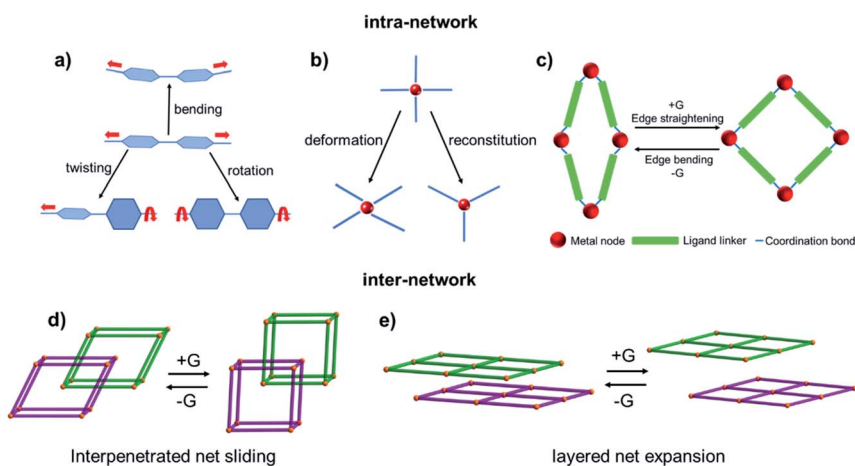 intra-network
a)
bending
twisting
rotation
b)
deformation
reconstitution
c)
+G
Edge straightening
Edge bending
-G
Metal node
Ligand linker
Coordination bond
inter-network
d)
+G
-G
Interpenetrated net sliding
e)
+G
-G
layered net expansion